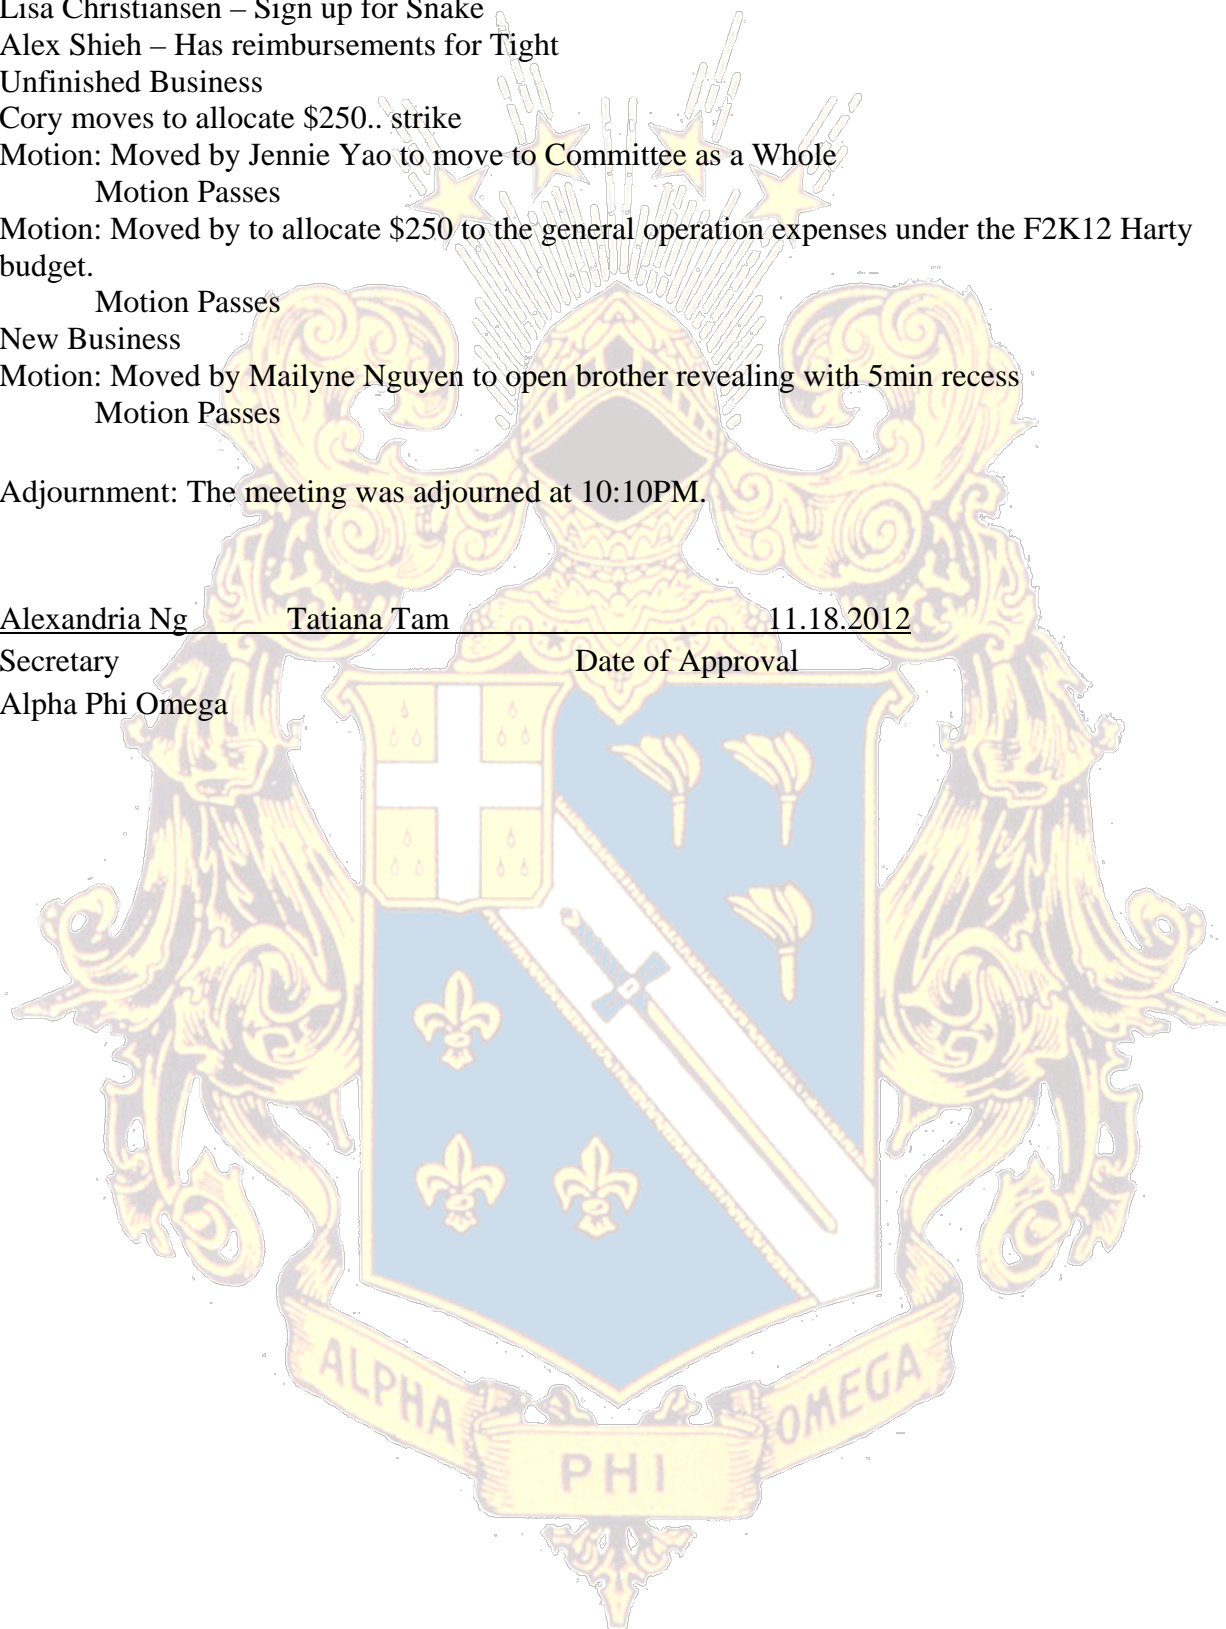 Lisa Christiansen – Sign up for Snake
Alex Shieh – Has reimbursements for Tight
Unfinished Business
Cory moves to allocate $250.. strike
Motion: Moved by Jennie Yao to move to Committee as a Whole
Motion Passes
Motion: Moved by to allocate $250 to the general operation expenses under the F2K12 Harty
budget.
Motion Passes
New Business
Motion: Moved by Mailyne Nguyen to open brother revealing with 5min recess
Motion Passes
Adjournment: The meeting was adjourned at 10:10PM.
Alexandria Ng Tatiana Tam 11.18.2012
Secretary Date of Approval
Alpha Phi Omega
ALPHA PHI OMEGA